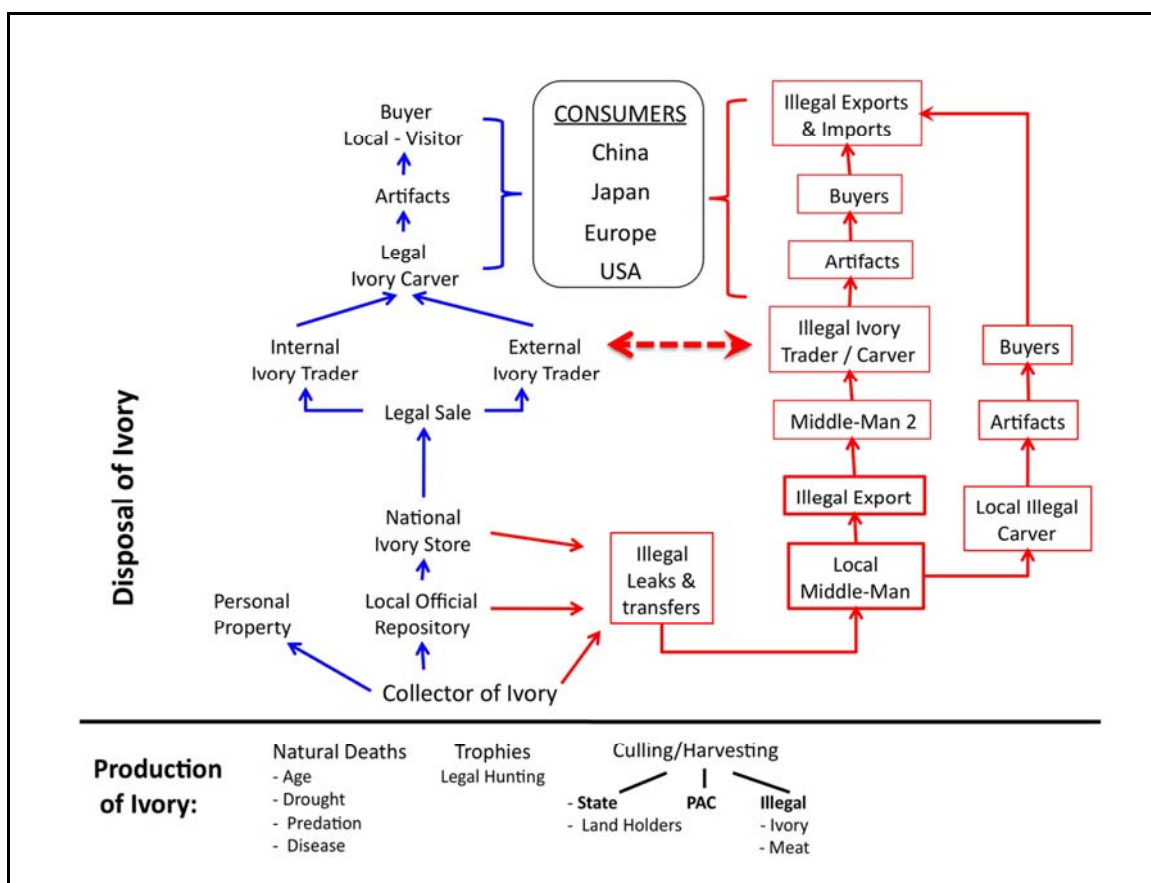 Buyer
Local - Visitor
Artifacts
Legal
Ivory Carver
Internal
Ivory Trader
External
Ivory Trader
Legal Sale
National
Ivory Store
Local Official
Repository
Personal
Property
Collector of Ivory
CONSUMERS
China
Japan
Europe
USA
Illegal Exports
& Imports
Buyers
Artifacts
Illegal Ivory
Trader / Carver
Middle-Man 2
Illegal Export
Local
Middle-Man
Illegal
Leaks &
transfers
Buyers
Artifacts
Local Illegal
Carver
Disposal of Ivory
Production
of Ivory:
Natural Deaths
- Age
- Drought
- Predation
- Disease
Trophies
Legal Hunting
Culling/Harvesting
- State
- Land Holders
PAC
Illegal
- Ivory
- Meat